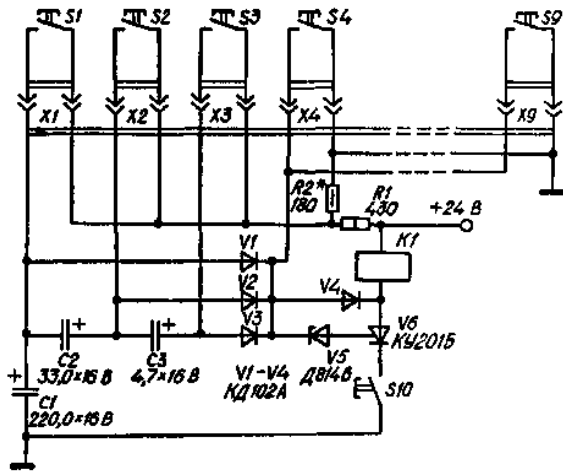 S1 S2 S3 S4 S9
X1 X2 X3 X4 X9
R2* 180
R1 430
+24 В
K1
V1
V2
V3
V4
V5 Д814В
V6 КУ201Б
V1-V4 КД102А
C2 33,0×16 В
C3 4,7×16 В
S10
C1 220,0×16 В